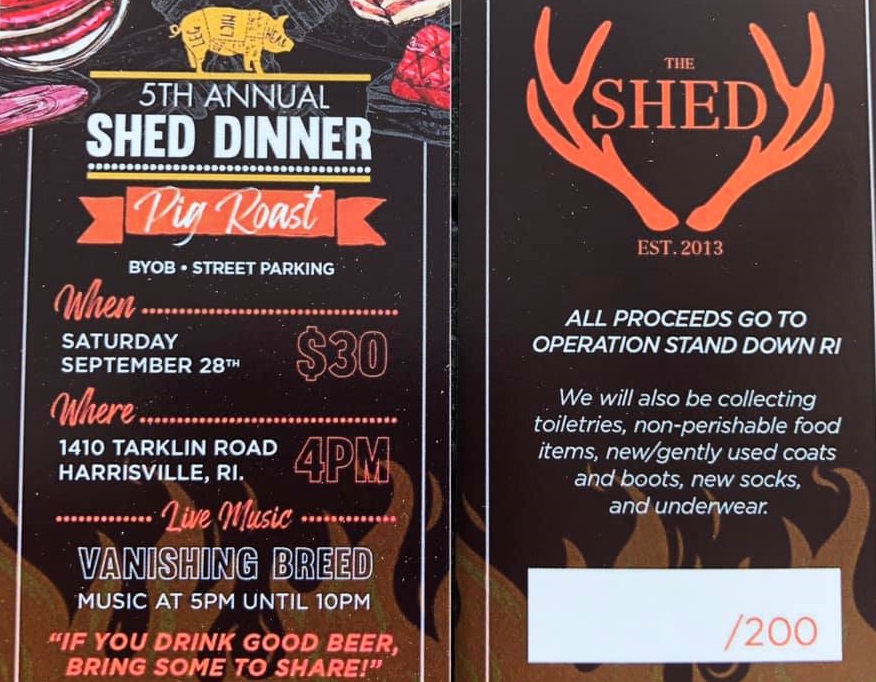 LEG
5TH ANNUAL
SHED DINNER
Pig Roast
BYOB • STREET PARKING
When
SATURDAY
SEPTEMBER 28TH
$30
Where
1410 TARKLIN ROAD
HARRISVILLE, RI.
4PM
Live Music
VANISHING BREED
MUSIC AT 5PM UNTIL 10PM
“IF YOU DRINK GOOD BEER,
BRING SOME TO SHARE!”
THE
SHED
EST. 2013
ALL PROCEEDS GO TO
OPERATION STAND DOWN RI
We will also be collecting
toiletries, non-perishable food
items, new/gently used coats
and boots, new socks,
and underwear.
/200